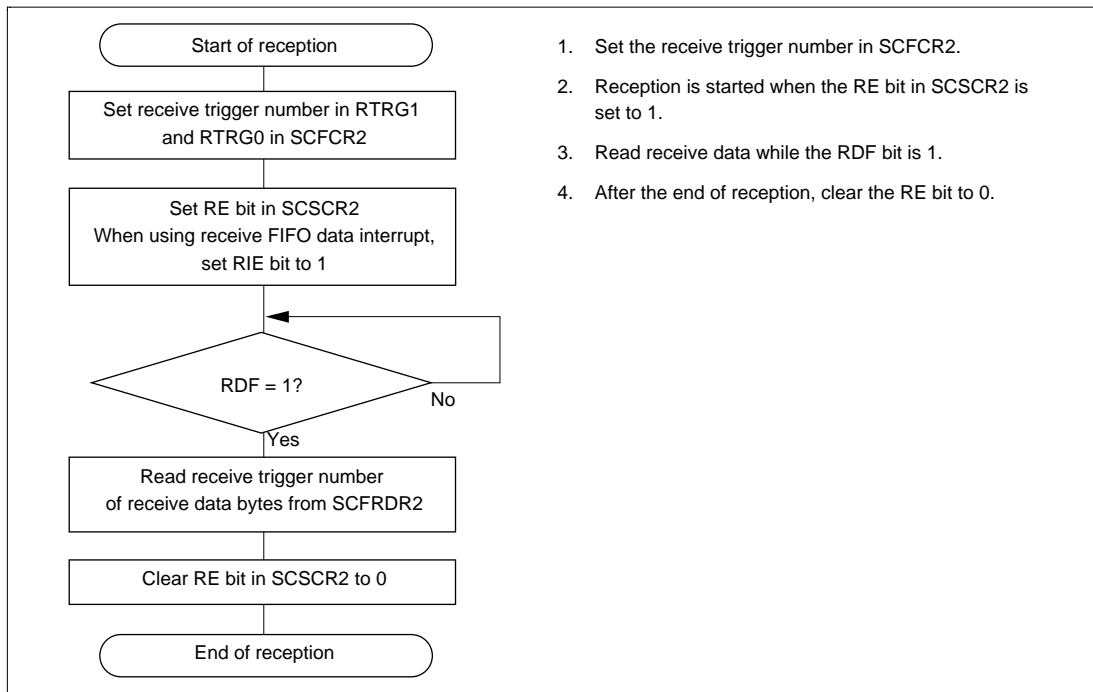 Start of reception
Set receive trigger number in RTRG1
and RTRG0 in SCFCR2
Set RE bit in SCSCR2
When using receive FIFO data interrupt,
set RIE bit to 1
RDF = 1?
No
Yes
Read receive trigger number
of receive data bytes from SCFRDR2
Clear RE bit in SCSCR2 to 0
End of reception
1. Set the receive trigger number in SCFCR2.
2. Reception is started when the RE bit in SCSCR2 is
set to 1.
3. Read receive data while the RDF bit is 1.
4. After the end of reception, clear the RE bit to 0.